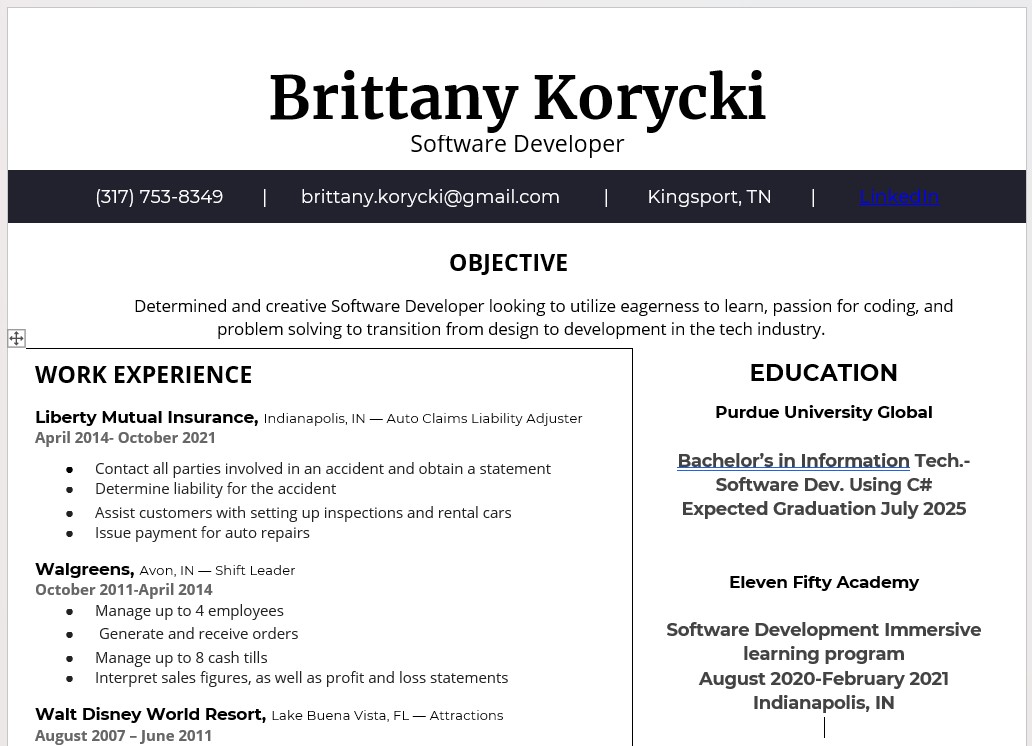 Brittany Korycki
Software Developer
(317) 753-8349 | brittany.korycki@gmail.com | Kingsport, TN | LinkedIn
OBJECTIVE
Determined and creative Software Developer looking to utilize eagerness to learn, passion for coding, and
problem solving to transition from design to development in the tech industry.
WORK EXPERIENCE
Liberty Mutual Insurance, Indianapolis, IN — Auto Claims Liability Adjuster
April 2014- October 2021
● Contact all parties involved in an accident and obtain a statement
● Determine liability for the accident
● Assist customers with setting up inspections and rental cars
● Issue payment for auto repairs
Walgreens, Avon, IN — Shift Leader
October 2011-April 2014
● Manage up to 4 employees
● Generate and receive orders
● Manage up to 8 cash tills
● Interpret sales figures, as well as profit and loss statements
Walt Disney World Resort, Lake Buena Vista, FL — Attractions
August 2007 – June 2011
EDUCATION
Purdue University Global
Bachelor’s in Information Tech.-
Software Dev. Using C#
Expected Graduation July 2025
Eleven Fifty Academy
Software Development Immersive
learning program
August 2020-February 2021
Indianapolis, IN